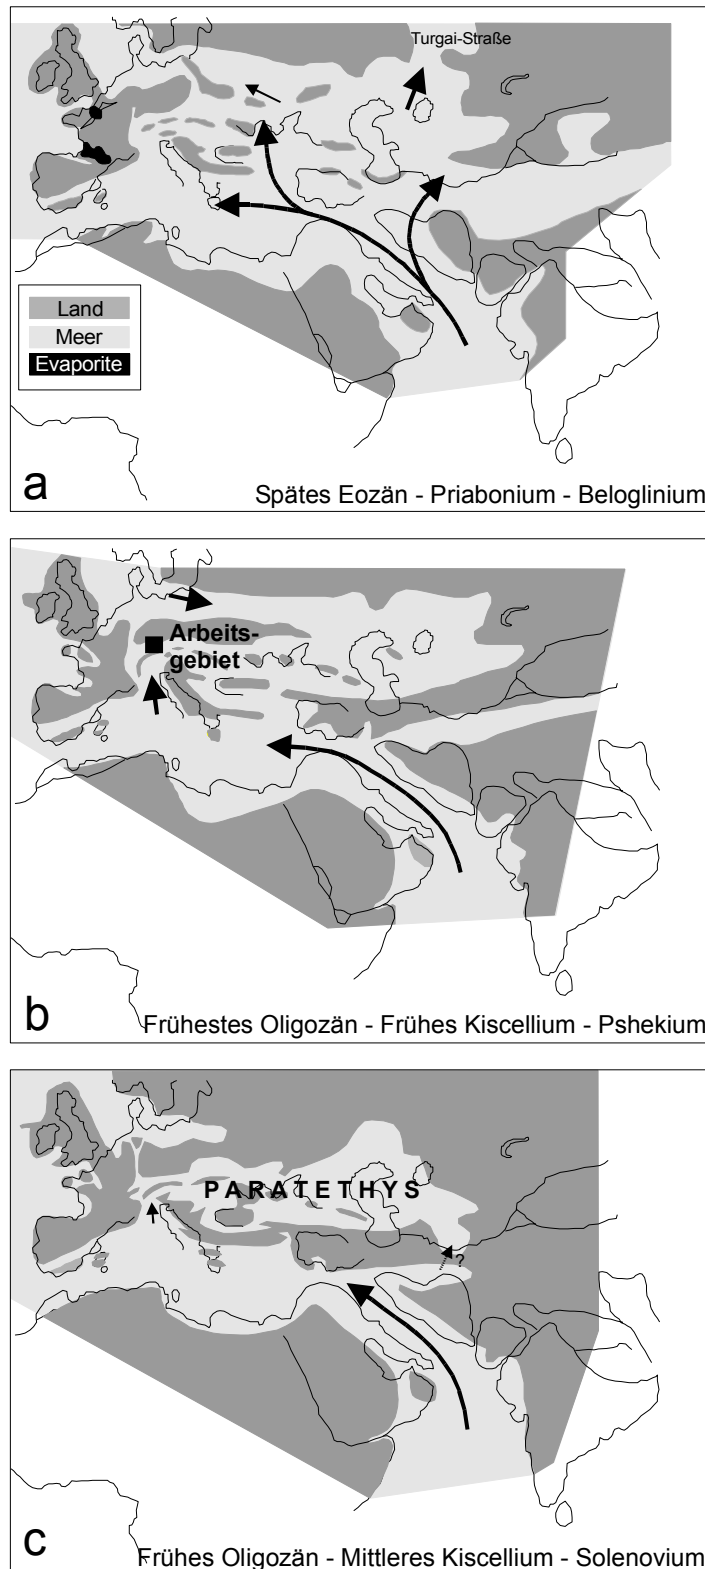 Turgai-Straße
Land
Meer
Evaporite
a
Spätes Eozän - Priabonium - Beloglinium
Arbeits-
gebiet
b
Frühestes Oligozän - Frühes Kiscellium - Pshekium
PARATETHYS
?
c
Frühes Oligozän - Mittleres Kiscellium - Solenovium